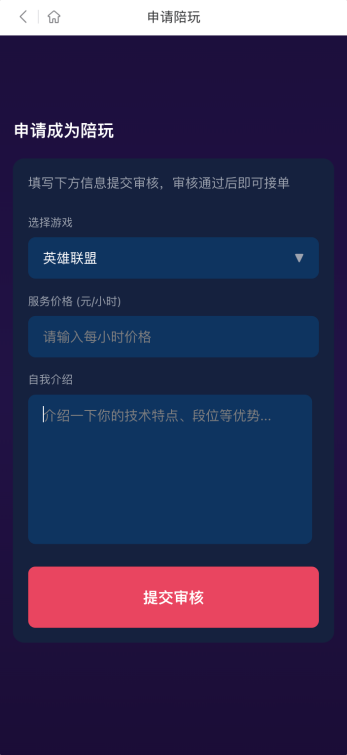 申请陪玩
申请成为陪玩
填写下方信息提交审核，审核通过后即可接单
选择游戏
英雄联盟
服务价格 (元/小时)
请输入每小时价格
自我介绍
介绍一下你的技术特点、段位等优势...
提交审核